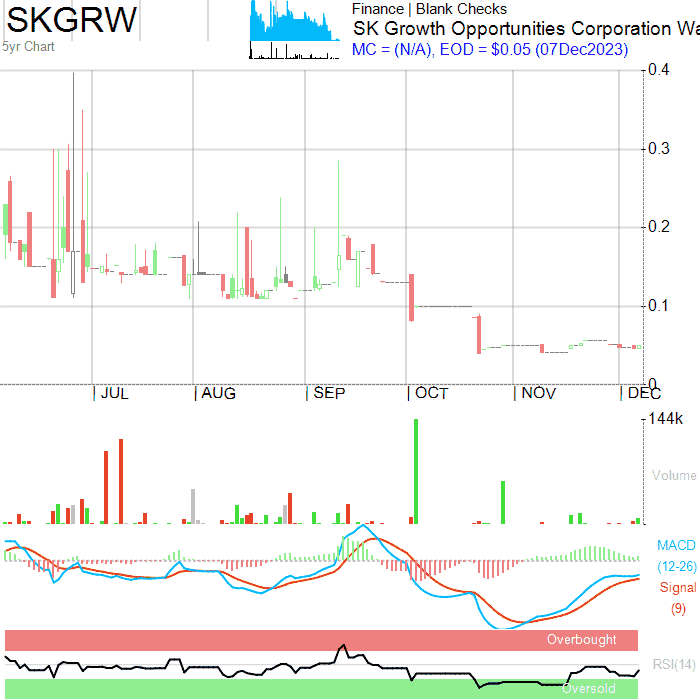 SKGRW
5yr Chart
Finance | Blank Checks
SK Growth Opportunities Corporation Wa
MC = (N/A), EOD = $0.05 (07Dec2023)
0.4
0.3
0.2
0.1
0
JUL
AUG
SEP
OCT
NOV
DEC
144k
Volume
MACD
(12-26)
Signal
(9)
Overbought
RSI(14)
Oversold